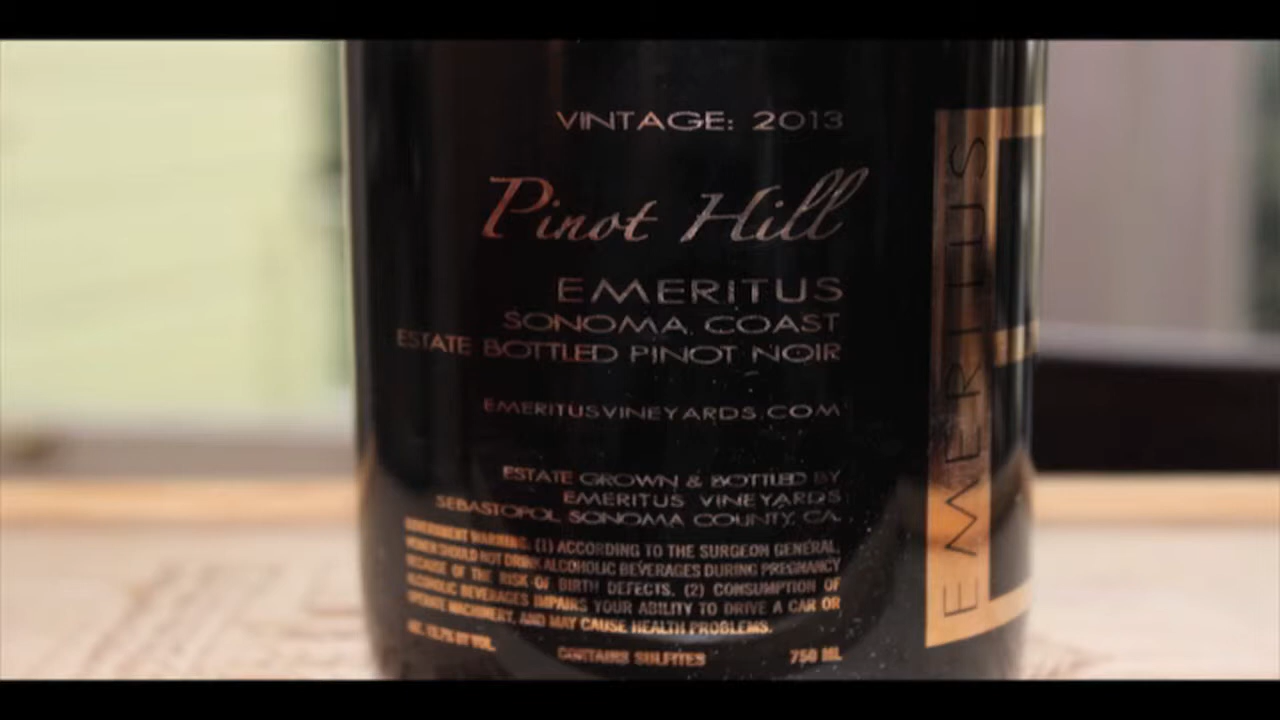 VINTAGE: 2013
Pinot Hill
EMERITUS
SONOMA COAST
ESTATE BOTTLED PINOT NOIR
EMERITUSVINEYARDS.COM
ESTATE GROWN & BOTTLED BY
EMERITUS VINEYARDS
SEBASTOPOL, SONOMA COUNTY, CA.
GOVERNMENT WARNING: (1) ACCORDING TO THE SURGEON GENERAL,
WOMEN SHOULD NOT DRINK ALCOHOLIC BEVERAGES DURING PREGNANCY
BECAUSE OF THE RISK OF BIRTH DEFECTS. (2) CONSUMPTION OF
ALCOHOLIC BEVERAGES IMPAIRS YOUR ABILITY TO DRIVE A CAR OR
OPERATE MACHINERY, AND MAY CAUSE HEALTH PROBLEMS.
BY VOL. CONTAINS SULFITES 750 ML
EMERITUS